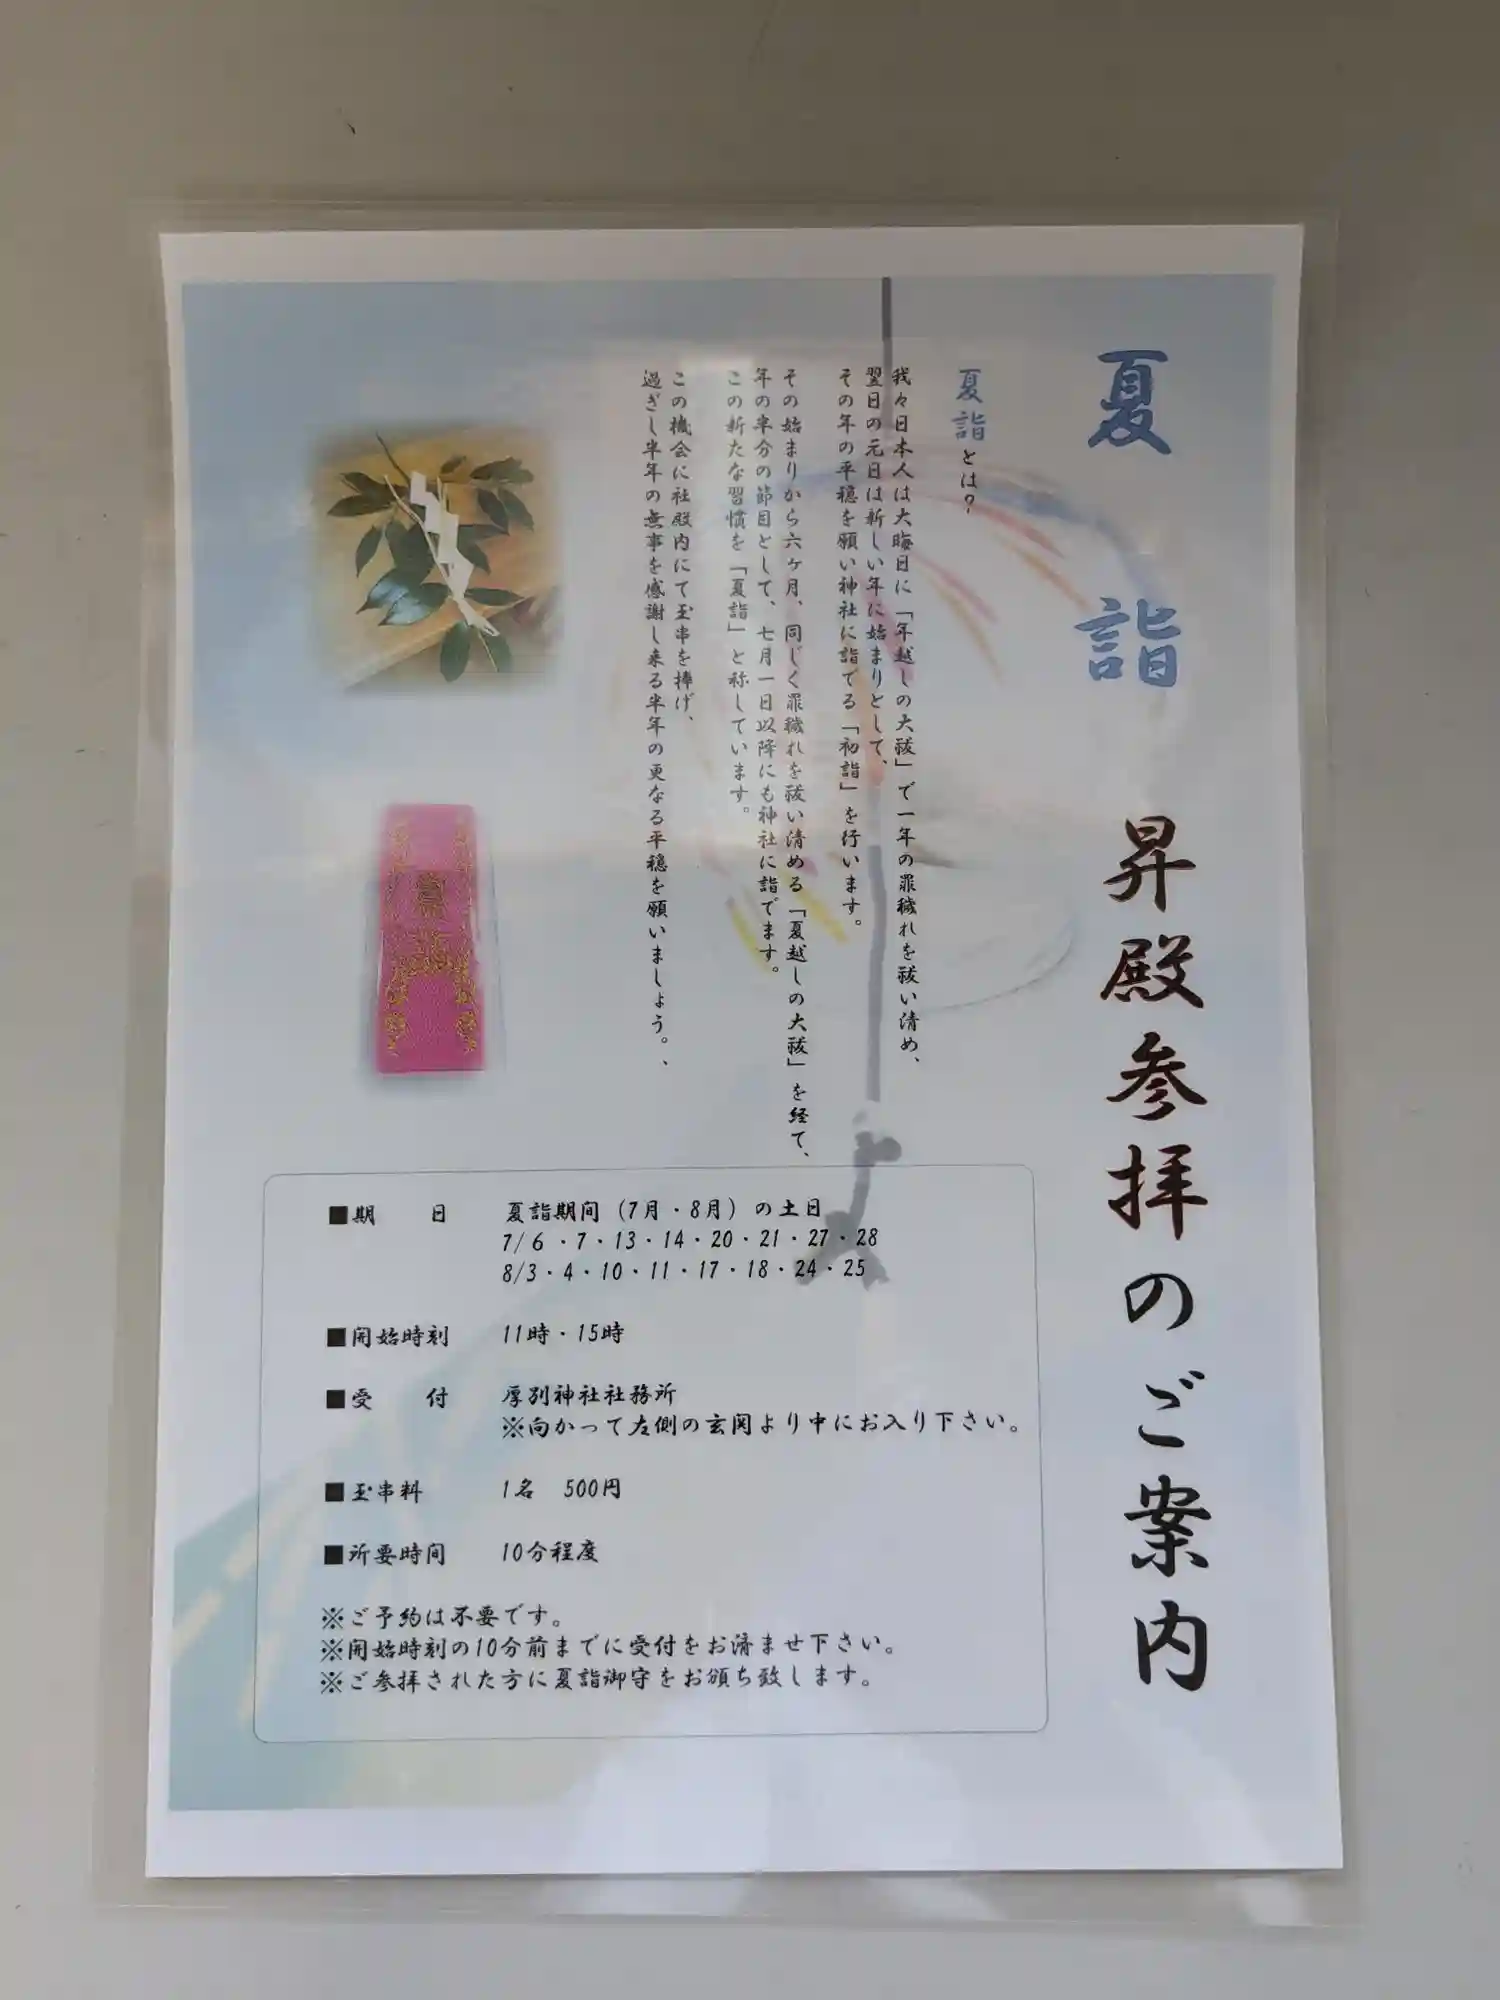 夏詣 昇殿参拝のご案内
夏詣とは?
我々日本人は大晦日に「年越しの大祓」で一年の罪穢れを祓い清め、
翌日の元日は新しい年に始まりとして、
その年の平穏を願い神社に詣でる「初詣」を行います。
その始まりから六ヶ月、同じく罪穢れを祓い清める「夏越しの大祓」を経て、
年の半分の節目として、七月一日以降にも神社に詣でます。
この新たな習慣を「夏詣」と称しています。
この機会に社殿内にて玉串を捧げ、
過ぎし半年の無事を感謝し来る半年の更なる平穏を願いましょう。、
■期　　日　夏詣期間（7月・8月）の土日
7/6・7・13・14・20・21・27・28
8/3・4・10・11・17・18・24・25
■開始時刻　11時・15時
■受　　付　厚別神社社務所
※向かって左側の玄関より中にお入り下さい。
■玉串料　1名　500円
■所要時間　10分程度
※ご予約は不要です。
※開始時刻の10分前までに受付をお済ませ下さい。
※ご参拝された方に夏詣御守をお頒ち致します。